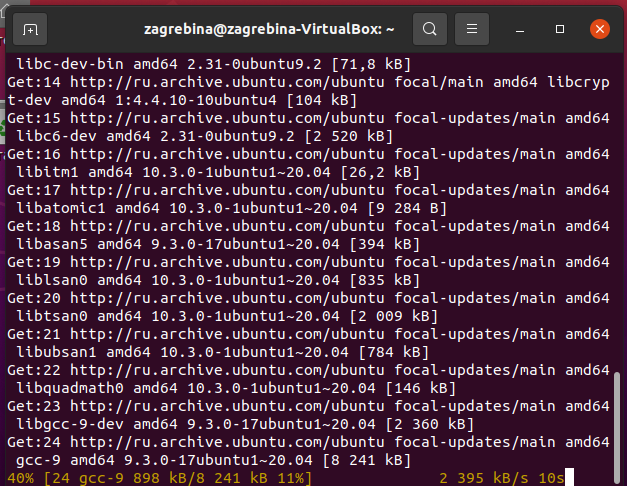 zagrebina@zagrebina-VirtualBox: ~
libc-dev-bin amd64 2.31-0ubuntu9.2 [71,8 kB]
Get:14 http://ru.archive.ubuntu.com/ubuntu focal/main amd64 libcryp
t-dev amd64 1:4.4.10-10ubuntu4 [104 kB]
Get:15 http://ru.archive.ubuntu.com/ubuntu focal-updates/main amd64
libc6-dev amd64 2.31-0ubuntu9.2 [2 520 kB]
Get:16 http://ru.archive.ubuntu.com/ubuntu focal-updates/main amd64
libitm1 amd64 10.3.0-1ubuntu1~20.04 [26,2 kB]
Get:17 http://ru.archive.ubuntu.com/ubuntu focal-updates/main amd64
libatomic1 amd64 10.3.0-1ubuntu1~20.04 [9 284 B]
Get:18 http://ru.archive.ubuntu.com/ubuntu focal-updates/main amd64
libasan5 amd64 9.3.0-17ubuntu1~20.04 [394 kB]
Get:19 http://ru.archive.ubuntu.com/ubuntu focal-updates/main amd64
liblsan0 amd64 10.3.0-1ubuntu1~20.04 [835 kB]
Get:20 http://ru.archive.ubuntu.com/ubuntu focal-updates/main amd64
libtsan0 amd64 10.3.0-1ubuntu1~20.04 [2 009 kB]
Get:21 http://ru.archive.ubuntu.com/ubuntu focal-updates/main amd64
libubsan1 amd64 10.3.0-1ubuntu1~20.04 [784 kB]
Get:22 http://ru.archive.ubuntu.com/ubuntu focal-updates/main amd64
libquadmath0 amd64 10.3.0-1ubuntu1~20.04 [146 kB]
Get:23 http://ru.archive.ubuntu.com/ubuntu focal-updates/main amd64
libgcc-9-dev amd64 9.3.0-17ubuntu1~20.04 [2 360 kB]
Get:24 http://ru.archive.ubuntu.com/ubuntu focal-updates/main amd64
gcc-9 amd64 9.3.0-17ubuntu1~20.04 [8 241 kB]
40% [24 gcc-9 898 kB/8 241 kB 11%] 2 395 kB/s 10s